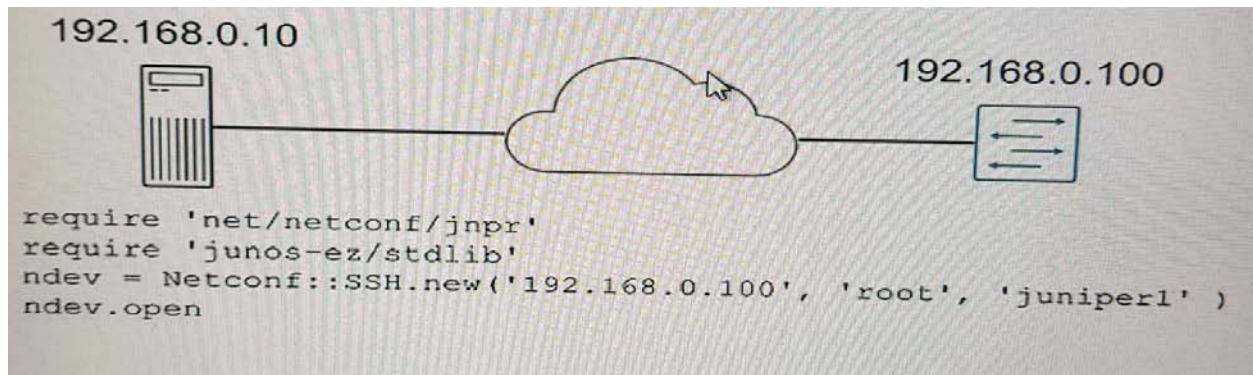 192.168.0.10
192.168.0.100
require 'net/netconf/jnpr'
require 'junos-ez/stdlib'
ndev = Netconf::SSH.new('192.168.0.100', 'root', 'juniper1' )
ndev.open